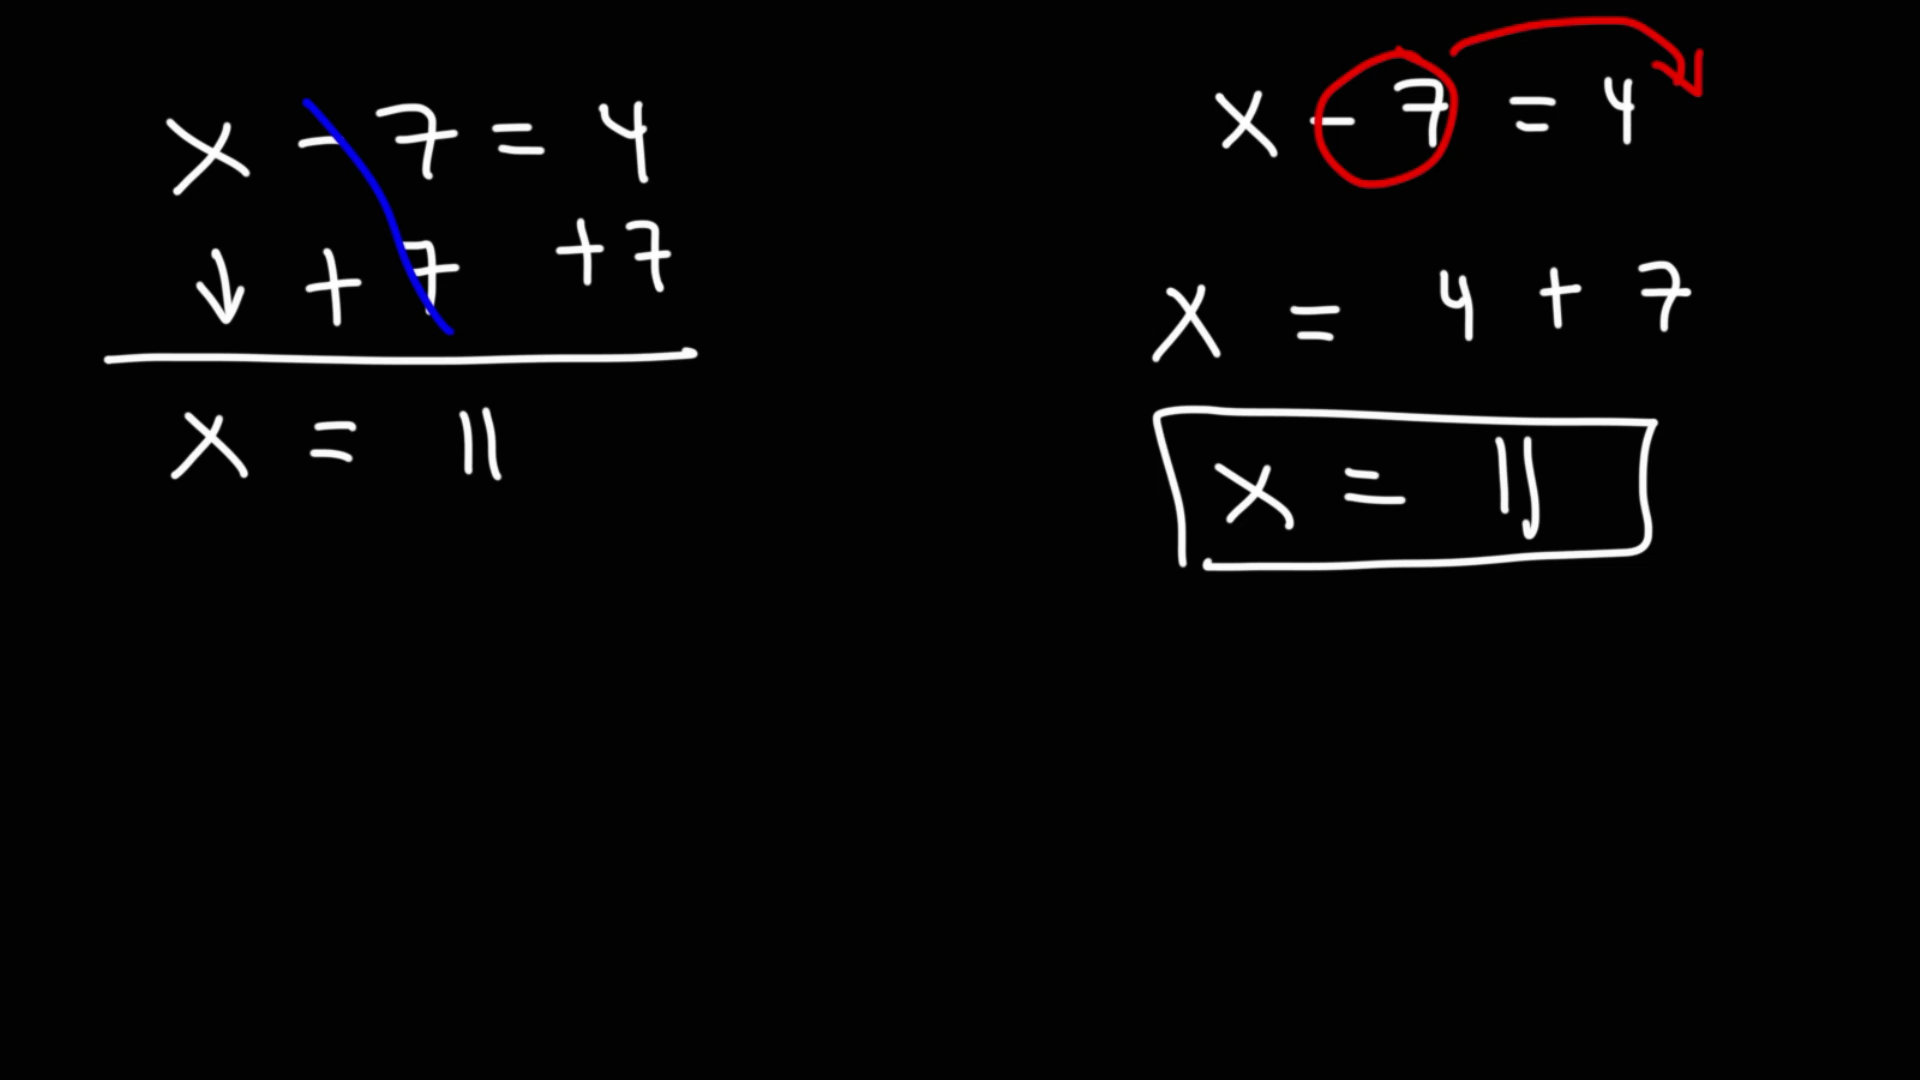 x - 7 = 4
+ 7 +7
x = 11
x - 7 = 4
x = 4 + 7
x = 11